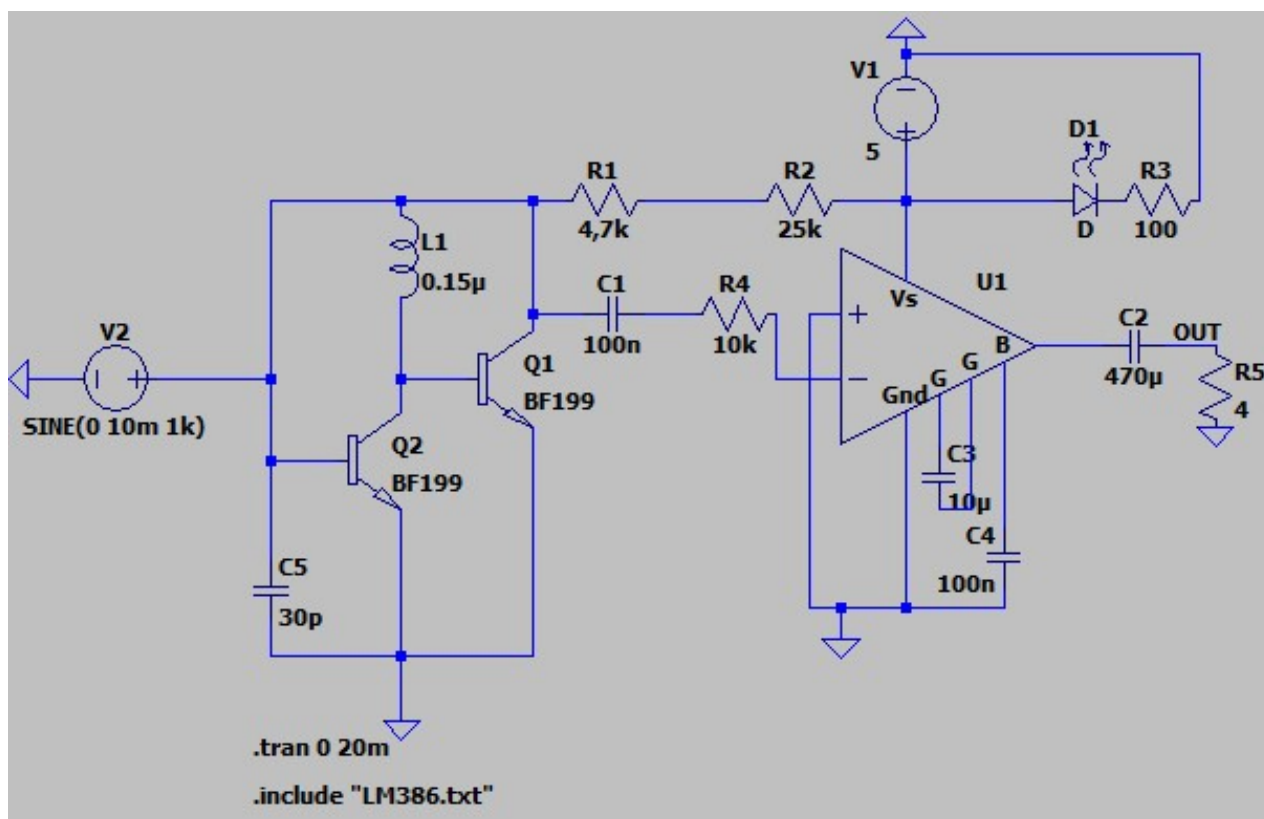 V1
5
D1
D
R3
100
R1
4,7k
R2
25k
L1
0.15µ
C1
100n
R4
10k
Vs
U1
+
−
Gnd
G
G
B
C2
470µ
OUT
R5
4
V2
SINE(0 10m 1k)
Q1
BF199
Q2
BF199
C3
10µ
C4
100n
C5
30p
.tran 0 20m
.include "LM386.txt"